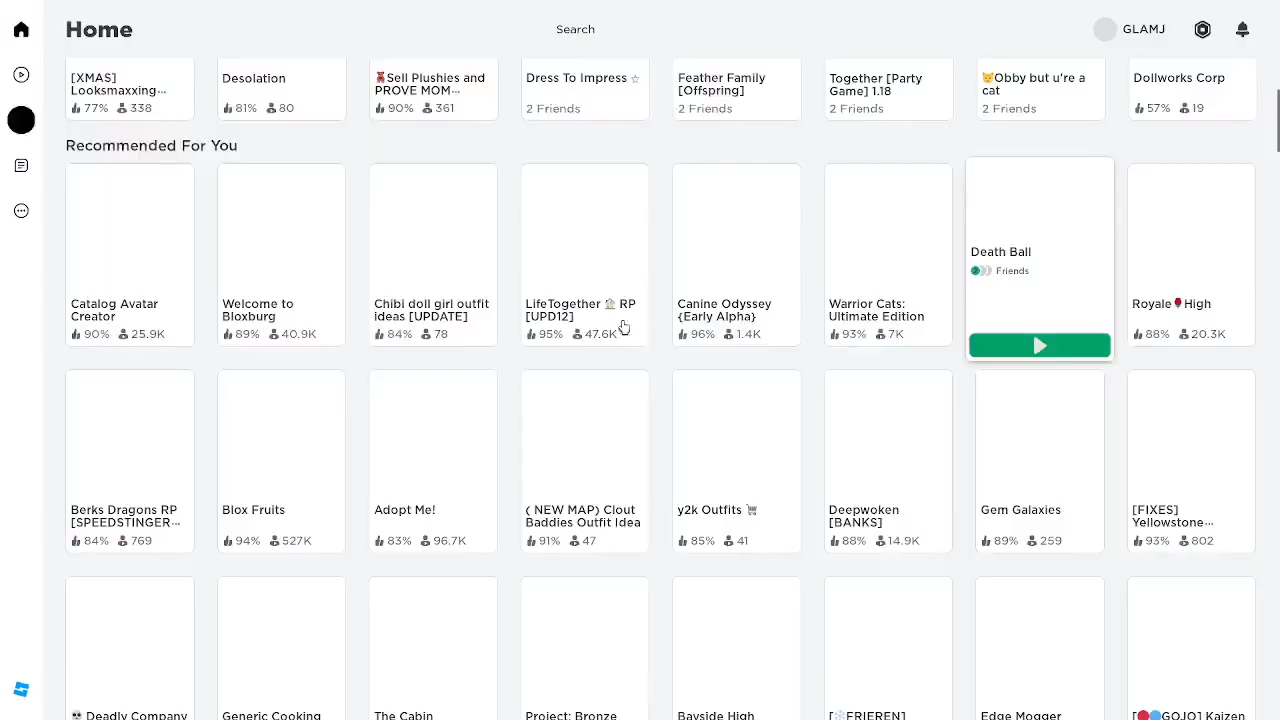 Home
Search
GLAMJ
[XMAS]
Looksmaxxing...
77% 338
Desolation
81% 80
🧸Sell Plushies and
PROVE MOM...
90% 361
Dress To Impress ☆
2 Friends
Feather Family
[Offspring]
2 Friends
Together [Party
Game] 1.18
2 Friends
😼Obby but u're a
cat
2 Friends
Dollworks Corp
57% 19
Recommended For You
Catalog Avatar
Creator
90% 25.9K
Welcome to
Bloxburg
89% 40.9K
Chibi doll girl outfit
ideas [UPDATE]
84% 78
LifeTogether 🏠 RP
[UPD12]
95% 47.6K
Canine Odyssey
{Early Alpha}
96% 1.4K
Warrior Cats:
Ultimate Edition
93% 7K
Death Ball
Friends
Royale🌹High
88% 20.3K
Berks Dragons RP
[SPEEDSTINGER...
84% 769
Blox Fruits
94% 527K
Adopt Me!
83% 96.7K
( NEW MAP) Clout
Baddies Outfit Idea
91% 47
y2k Outfits 🛒
85% 41
Deepwoken
[BANKS]
88% 14.9K
Gem Galaxies
89% 259
[FIXES]
Yellowstone...
93% 802
💀 Deadly Company
Generic Cooking
The Cabin
Project: Bronze
Bayside High
[❄️FRIEREN]
Edge Mogger
[🔴🔵GOJO] Kaizen